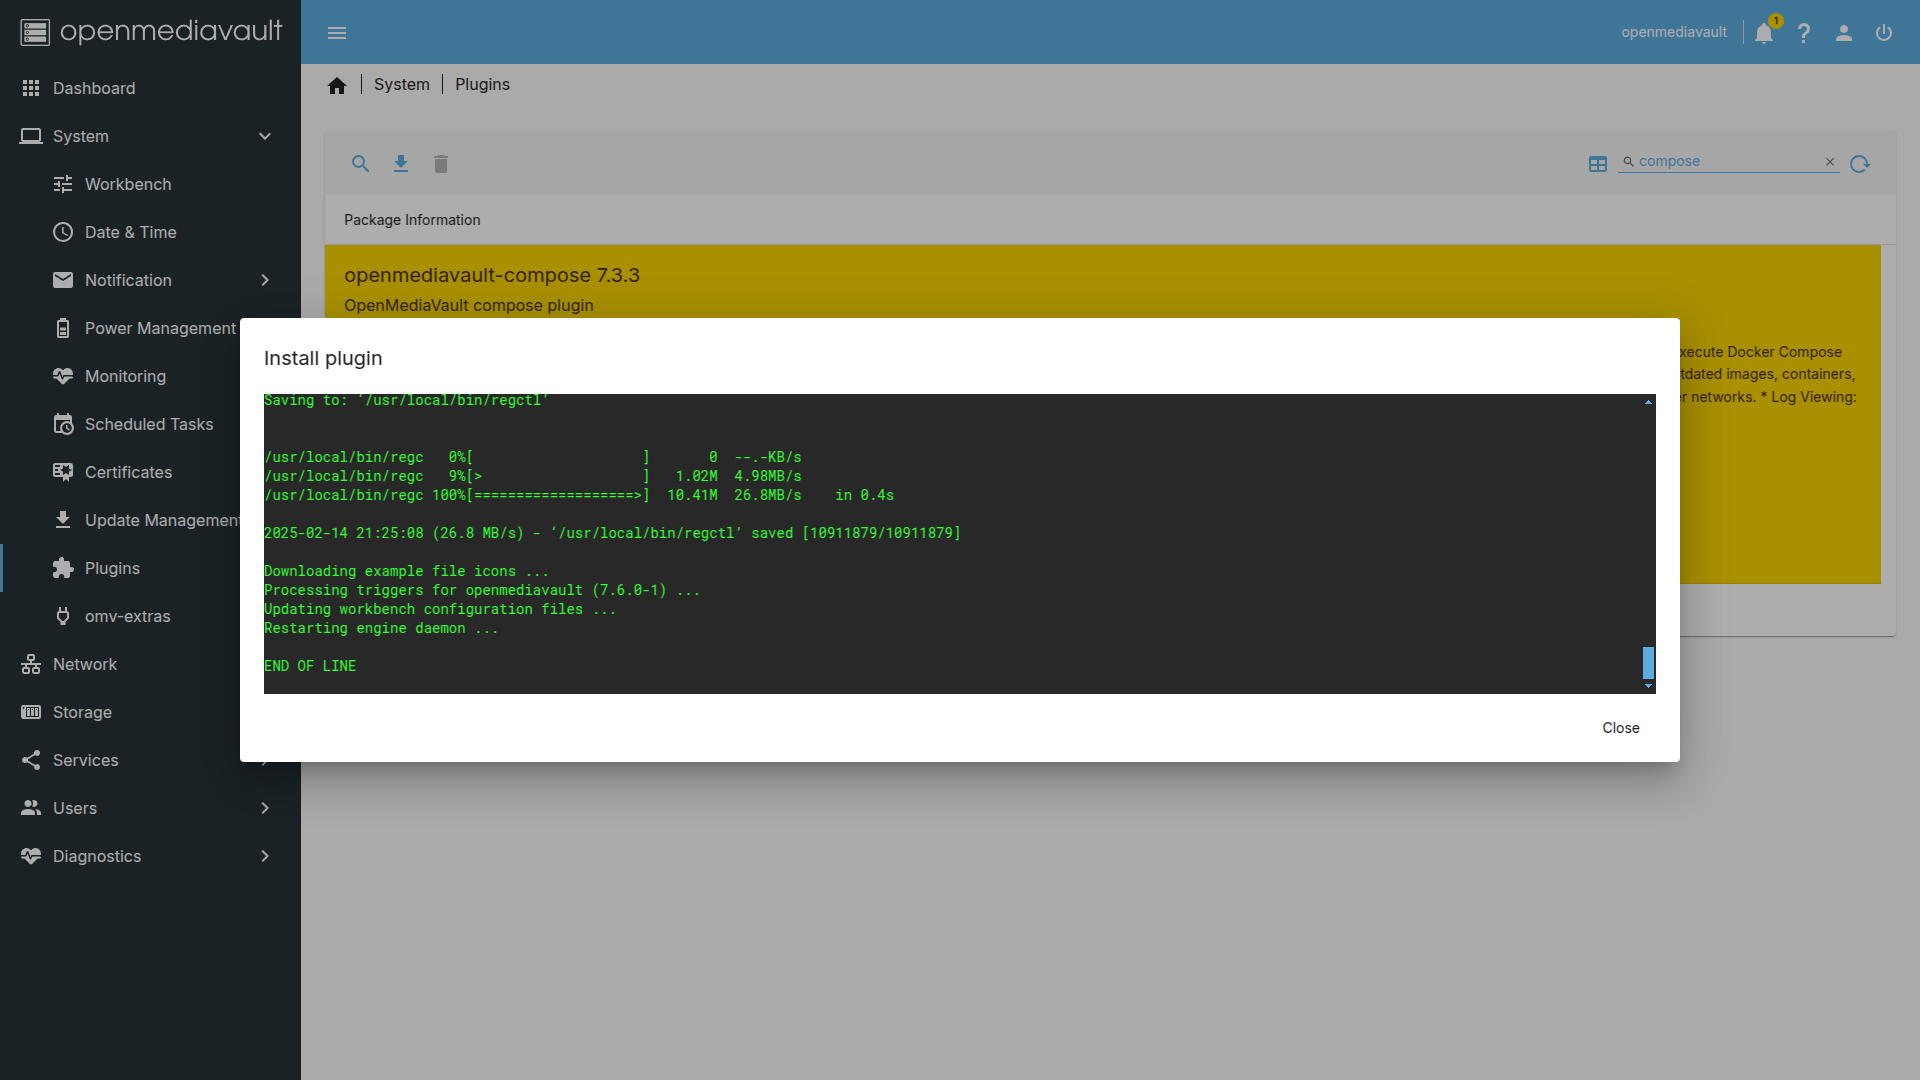 openmediavault
openmediavault
1
Dashboard
System
Workbench
Date & Time
Notification
Power Management
Monitoring
Scheduled Tasks
Certificates
Update Management
Plugins
omv-extras
Network
Storage
Services
Users
Diagnostics
System
Plugins
compose
Package Information
openmediavault-compose 7.3.3
OpenMediaVault compose plugin
xecute Docker Compose
tdated images, containers,
r networks. * Log Viewing:
Install plugin
Saving to: ‘/usr/local/bin/regctl’
/usr/local/bin/regc   0%[                    ]       0  --.-KB/s
/usr/local/bin/regc   9%[>                   ]   1.02M  4.98MB/s
/usr/local/bin/regc 100%[===================>]  10.41M  26.8MB/s    in 0.4s
2025-02-14 21:25:08 (26.8 MB/s) - ‘/usr/local/bin/regctl’ saved [10911879/10911879]
Downloading example file icons ...
Processing triggers for openmediavault (7.6.0-1) ...
Updating workbench configuration files ...
Restarting engine daemon ...
END OF LINE
Close